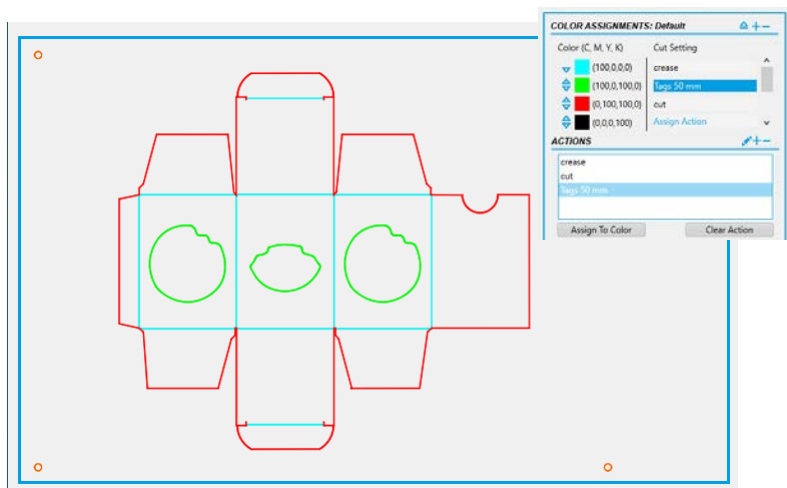 COLOR ASSIGNMENTS: Default
Color (C, M, Y, K) Cut Setting
(100,0,0,0) crease
(100,0,100,0) Tags 50 mm
(0,100,100,0) cut
(0,0,0,100) Assign Action
ACTIONS
crease
cut
Tags 50 mm
Assign To Color Clear Action